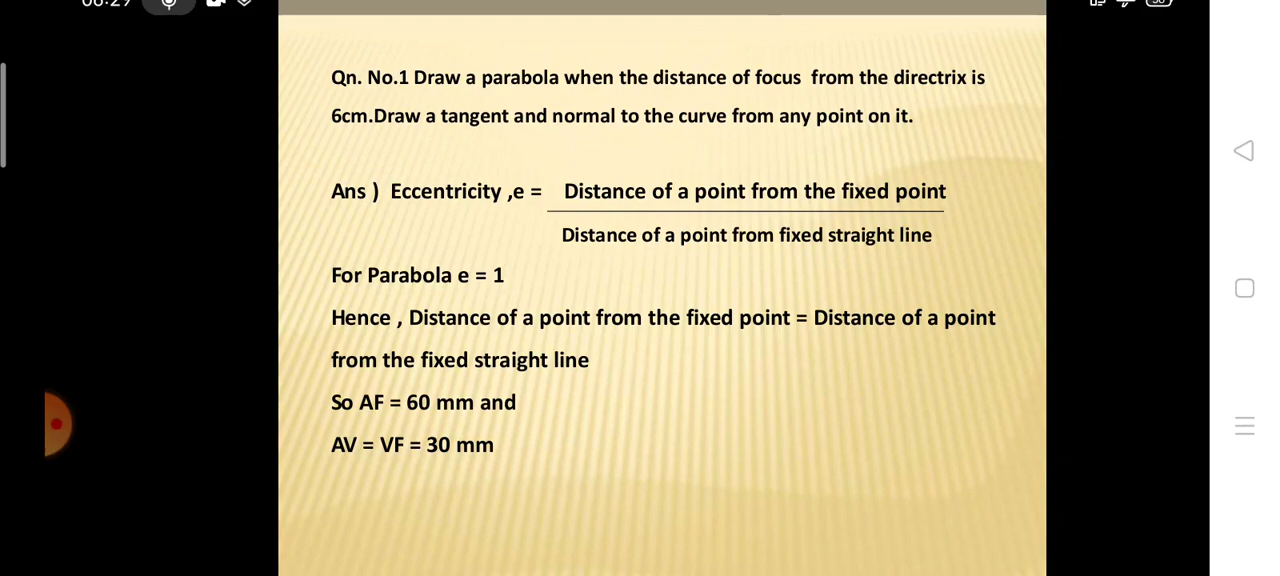 06:29
Qn. No.1 Draw a parabola when the distance of focus from the directrix is
6cm.Draw a tangent and normal to the curve from any point on it.
Ans ) Eccentricity ,e = Distance of a point from the fixed point
Distance of a point from fixed straight line
For Parabola e = 1
Hence , Distance of a point from the fixed point = Distance of a point
from the fixed straight line
So AF = 60 mm and
AV = VF = 30 mm